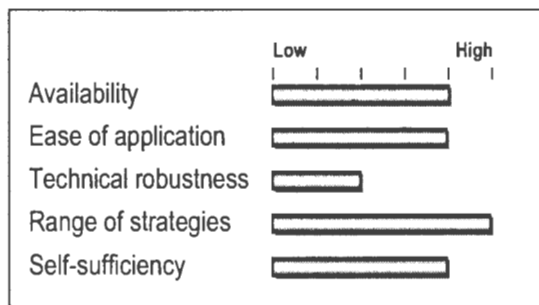 Low High
Availability
Ease of application
Technical robustness
Range of strategies
Self-sufficiency